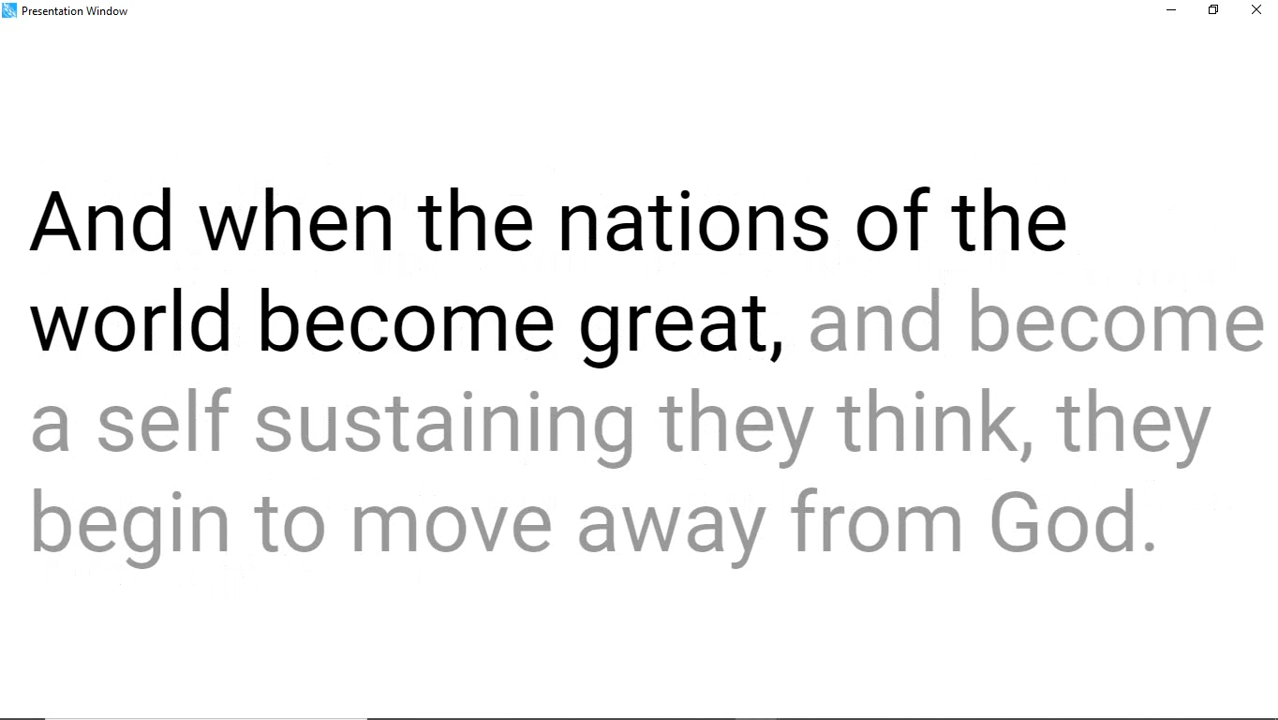 Presentation Window
And when the nations of the
world become great, and become
a self sustaining they think, they
begin to move away from God.